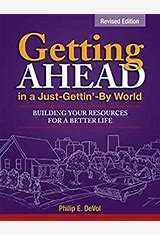 Revised Edition
Getting
AHEAD
in a Just-Gettin'-By World
BUILDING YOUR RESOURCES
FOR A BETTER LIFE
Philip E. DeVol